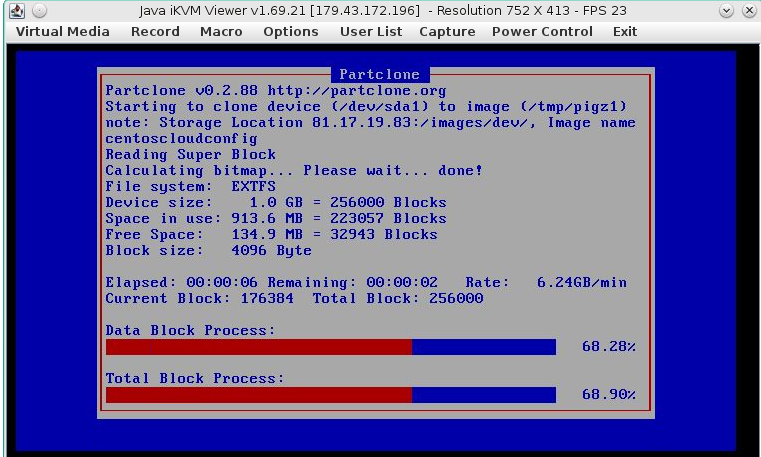 Java iKVM Viewer v1.69.21 [179.43.172.196]  - Resolution 752 X 413 - FPS 23
Virtual Media Record Macro Options User List Capture Power Control Exit
Partclone
Partclone v0.2.88 http://partclone.org
Starting to clone device (/dev/sda1) to image (/tmp/pigz1)
note: Storage Location 81.17.19.83:/images/dev/, Image name
centoscloudconfig
Reading Super Block
Calculating bitmap... Please wait... done!
File system:  EXTFS
Device size:    1.0 GB = 256000 Blocks
Space in use: 913.6 MB = 223057 Blocks
Free Space:   134.9 MB = 32943 Blocks
Block size:   4096 Byte
Elapsed: 00:00:06 Remaining: 00:00:02   Rate:   6.24GB/min
Current Block: 176384  Total Block: 256000
Data Block Process:
68.28%
Total Block Process:
68.90%